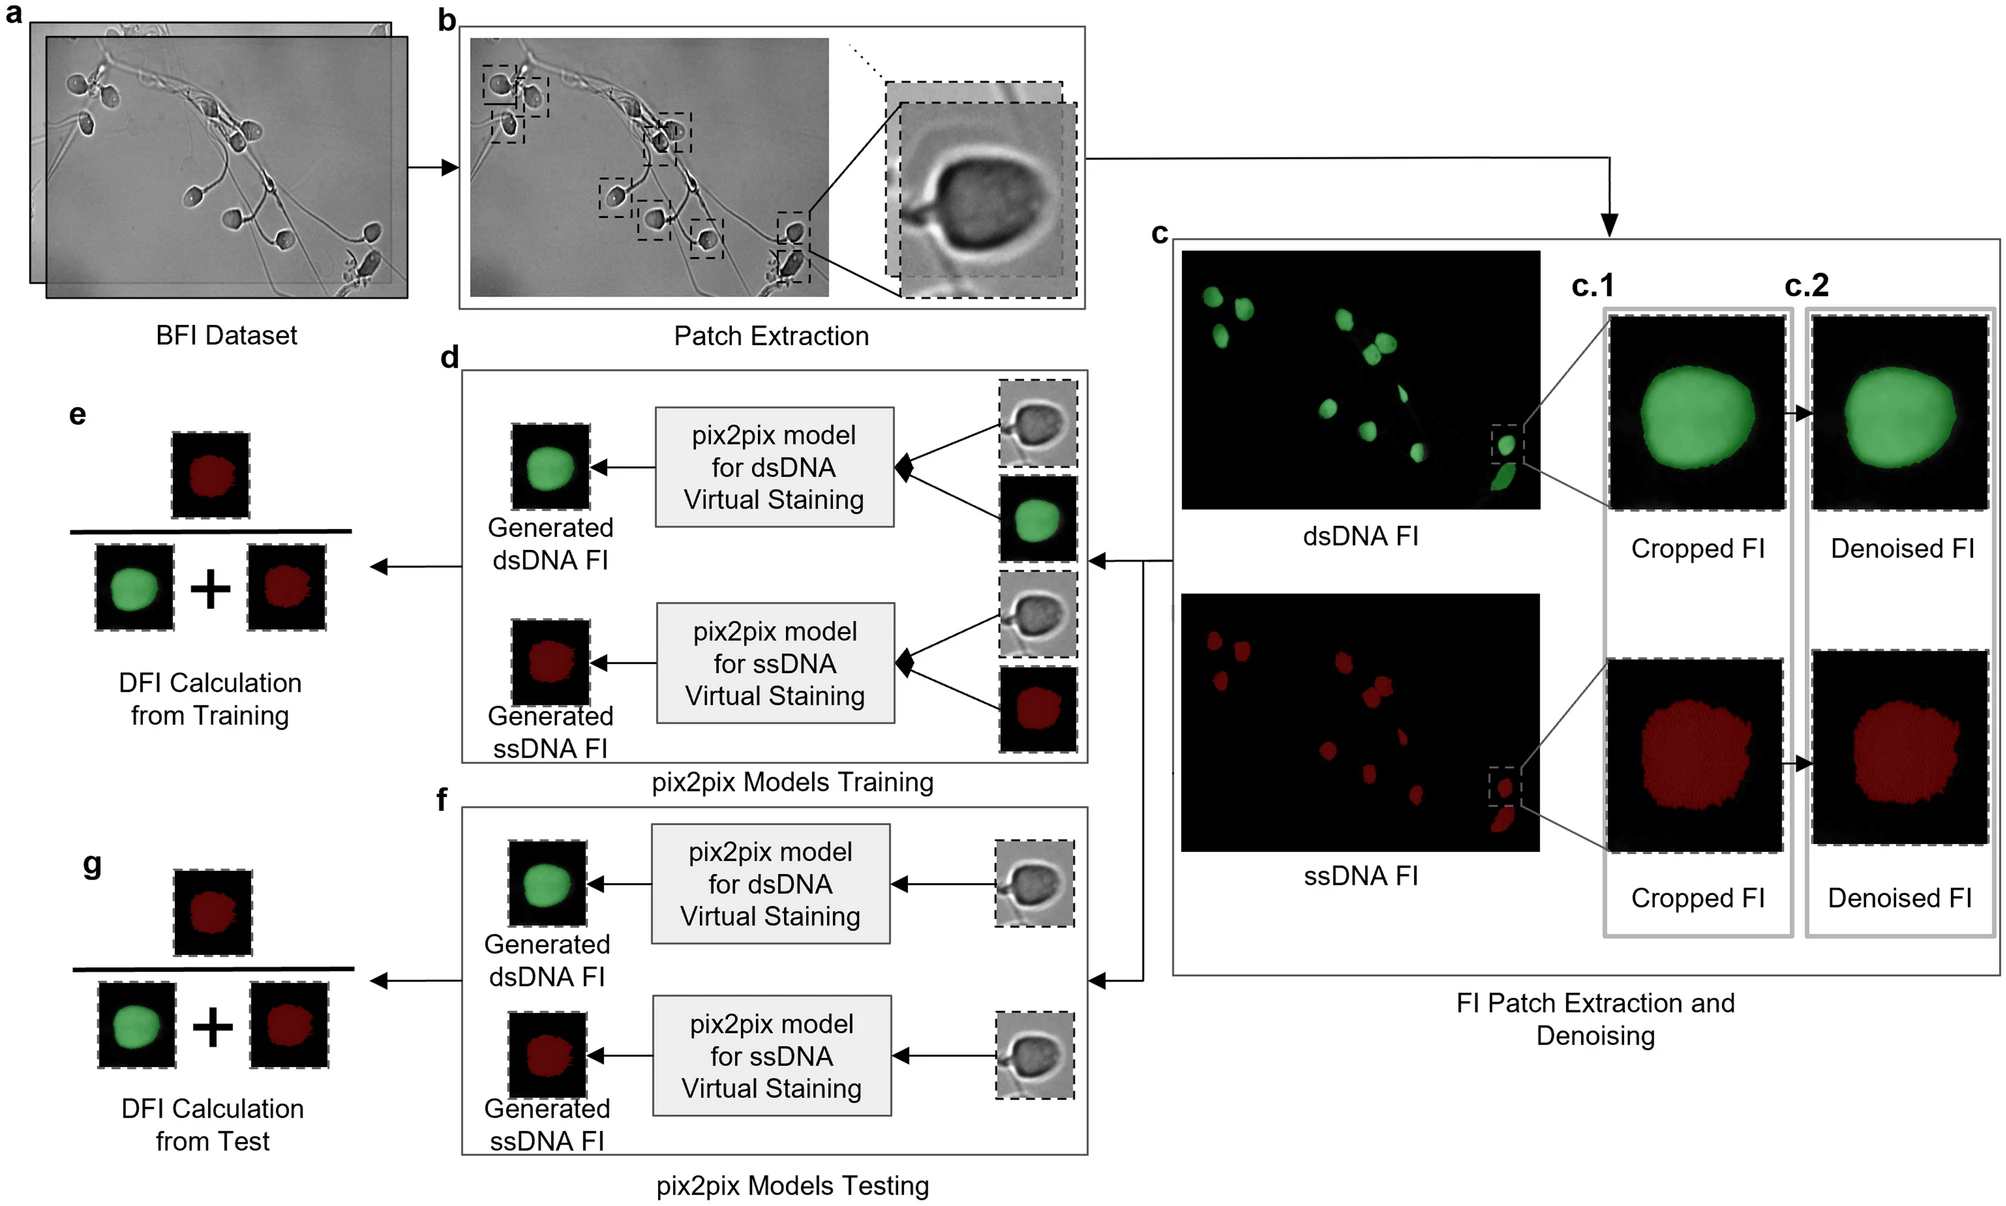 a
BFI Dataset
b
Patch Extraction
c
dsDNA FI
ssDNA FI
c.1
Cropped FI
Cropped FI
c.2
Denoised FI
Denoised FI
FI Patch Extraction and
Denoising
d
pix2pix model
for dsDNA
Virtual Staining
Generated
dsDNA FI
pix2pix model
for ssDNA
Virtual Staining
Generated
ssDNA FI
pix2pix Models Training
e
+
DFI Calculation
from Training
f
pix2pix model
for dsDNA
Virtual Staining
Generated
dsDNA FI
pix2pix model
for ssDNA
Virtual Staining
Generated
ssDNA FI
pix2pix Models Testing
g
+
DFI Calculation
from Test